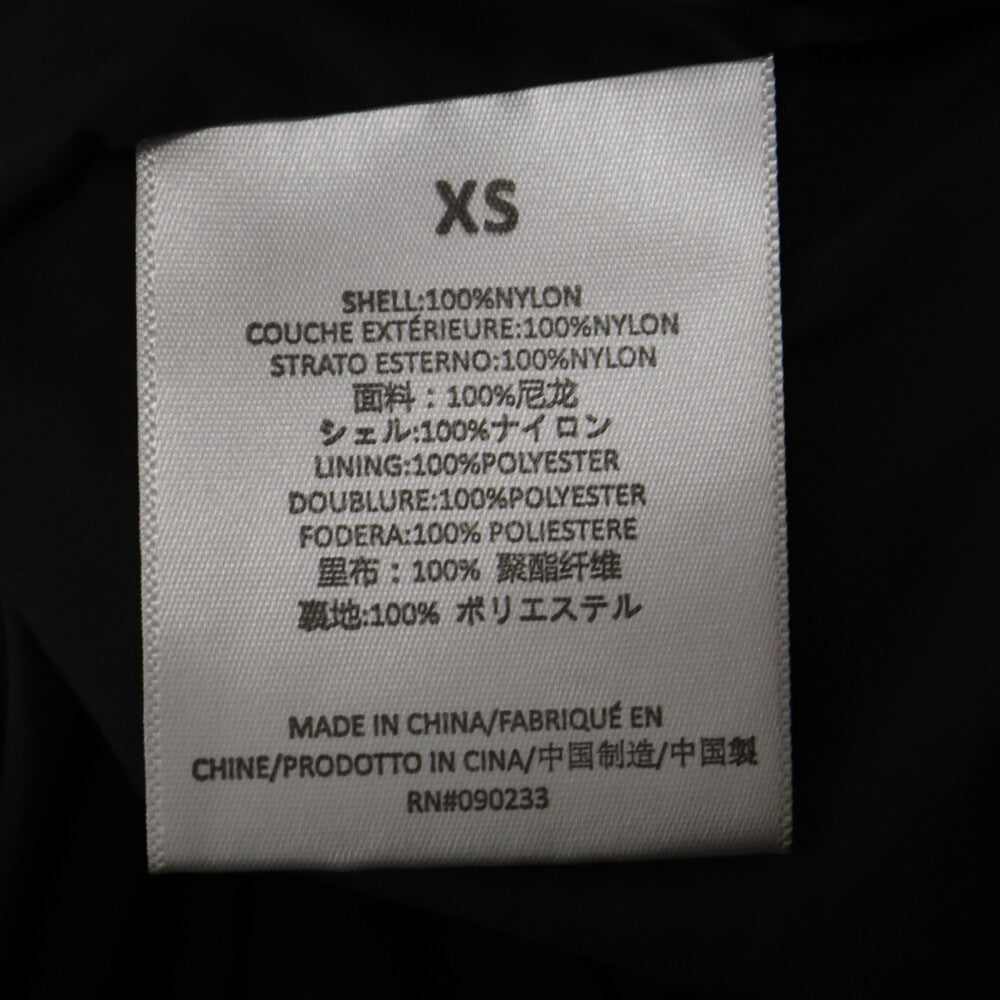 XS
SHELL:100%NYLON
COUCHE EXTÉRIEURE:100%NYLON
STRATO ESTERNO:100%NYLON
面料：100%尼龙
シェル:100%ナイロン
LINING:100%POLYESTER
DOUBLURE:100%POLYESTER
FODERA:100% POLIESTERE
里布：100% 聚酯纤维
裏地:100% ポリエステル
MADE IN CHINA/FABRIQUÉ EN
CHINE/PRODOTTO IN CINA/中国制造/中国製
RN#090233